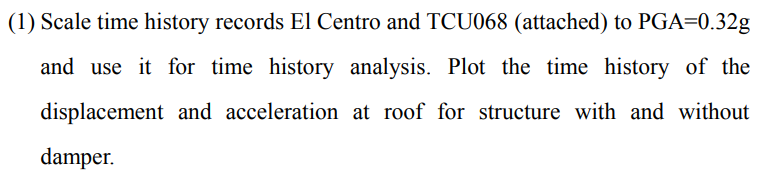 (1) Scale time history records El Centro and TCU068 (attached) to PGA=0.32g
and use it for time history analysis. Plot the time history of the
displacement and acceleration at roof for structure with and without
damper.